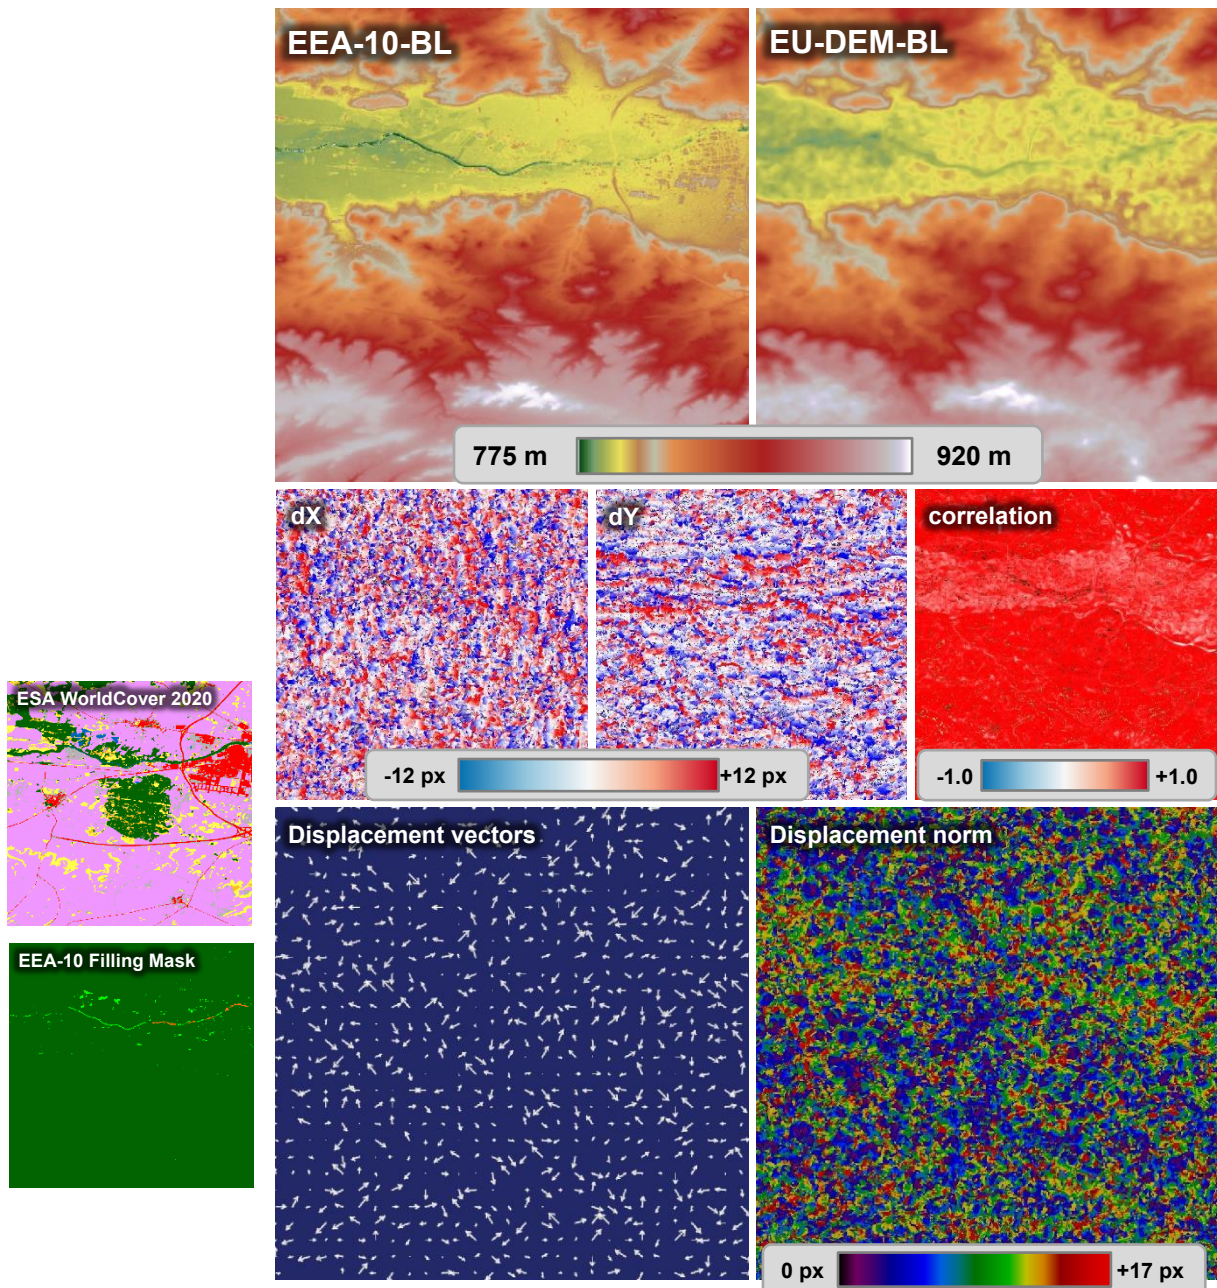 EEA-10-BL
EU-DEM-BL
775 m
920 m
dX
dY
correlation
-12 px
+12 px
-1.0
+1.0
ESA WorldCover 2020
EEA-10 Filling Mask
Displacement vectors
Displacement norm
0 px
+17 px